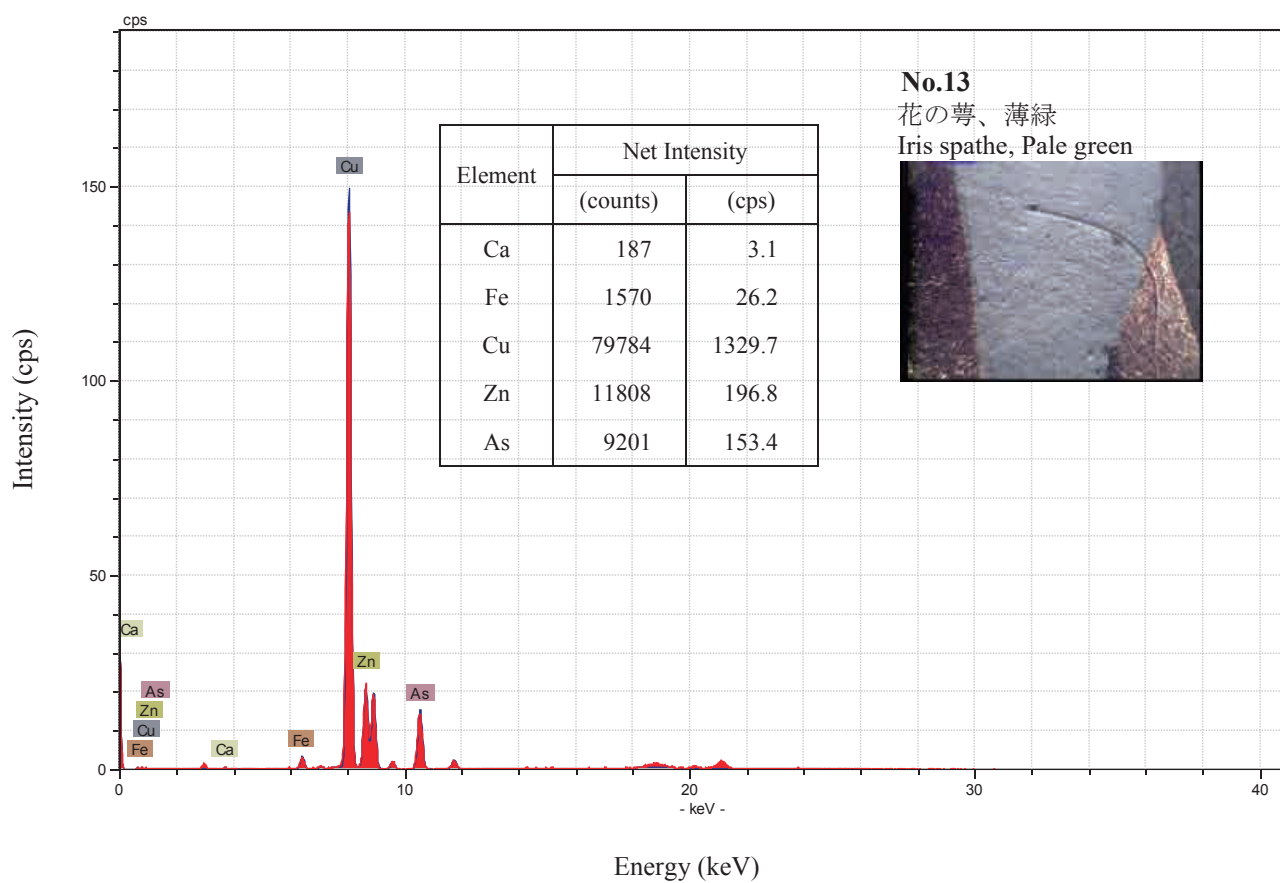 cps
No.13
花の萼、薄緑
Iris spathe, Pale green
Element
Net Intensity
(counts) (cps)
Ca 187 3.1
Fe 1570 26.2
Cu 79784 1329.7
Zn 11808 196.8
As 9201 153.4
Intensity (cps)
150
100
50
0
Cu
Ca
As
Zn
Cu
Fe
Ca
Fe
Zn
As
0 10 20 30 40
- keV -
Energy (keV)